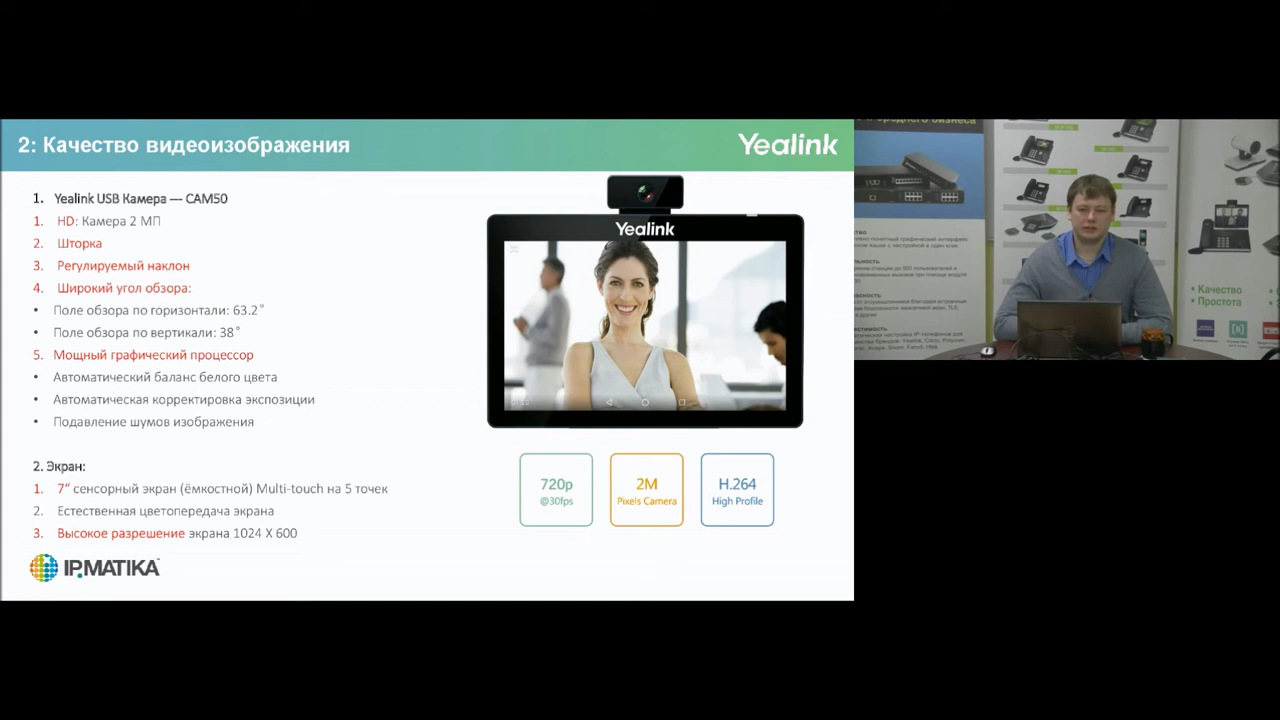 2: Качество видеоизображения
Yealink
1. Yealink USB Камера — CAM50
1. HD: Камера 2 МП
2. Шторка
3. Регулируемый наклон
4. Широкий угол обзора:
• Поле обзора по горизонтали: 63.2°
• Поле обзора по вертикали: 38°
5. Мощный графический процессор
• Автоматический баланс белого цвета
• Автоматическая корректировка экспозиции
• Подавление шумов изображения
2. Экран:
1. 7” сенсорный экран (ёмкостной) Multi-touch на 5 точек
2. Естественная цветопередача экрана
3. Высокое разрешение экрана 1024 X 600
IPMATIKA
Yealink
720p
@30fps
2M
Pixels Camera
H.264
High Profile
среднего бизнеса
• Качество
• Простота